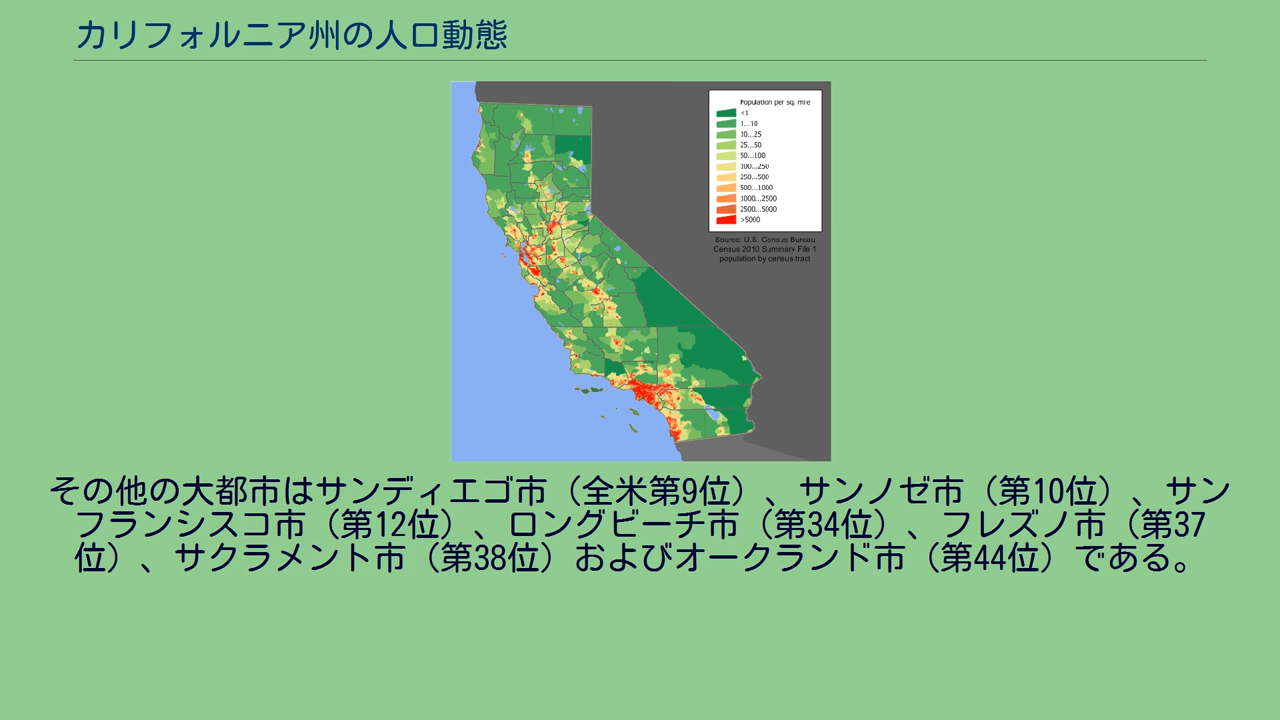 カリフォルニア州の人口動態
Population per sq. mile
<1
1...10
10...25
25...50
50...100
100...250
250...500
500...1000
1000...2500
2500...5000
>5000
Source: U.S. Census Bureau
Census 2010 Summary File 1
population by census tract
その他の大都市はサンディエゴ市（全米第9位）、サンノゼ市（第10位）、サン
フランシスコ市（第12位）、ロングビーチ市（第34位）、フレズノ市（第37
位）、サクラメント市（第38位）およびオークランド市（第44位）である。